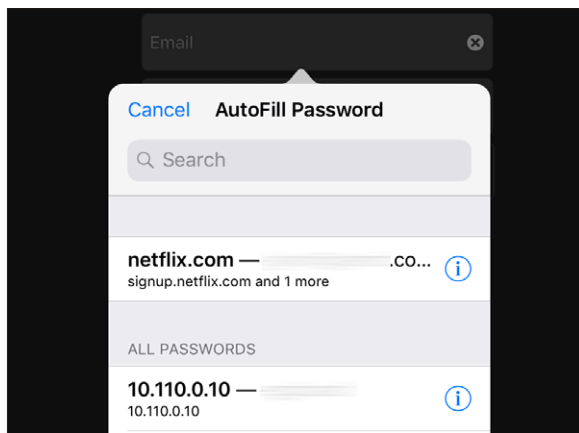 Email
Cancel AutoFill Password
Search
netflix.com — .co...
signup.netflix.com and 1 more
ALL PASSWORDS
10.110.0.10 —
10.110.0.10